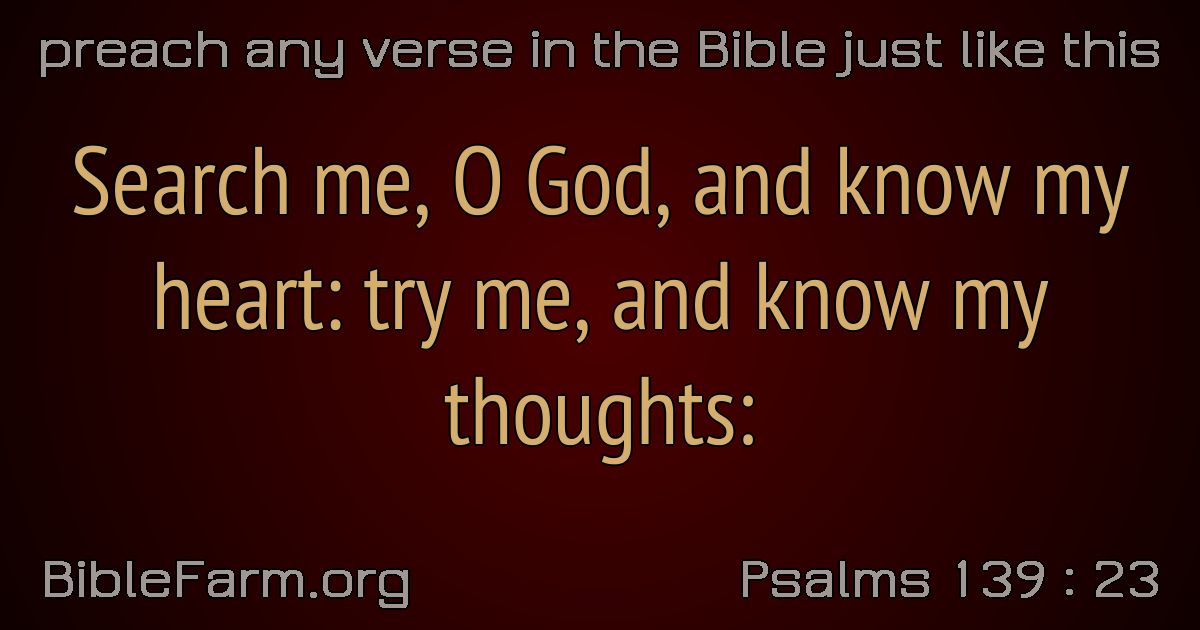 preach any verse in the Bible just like this
Search me, O God, and know my
heart: try me, and know my
thoughts:
BibleFarm.org
Psalms 139 : 23